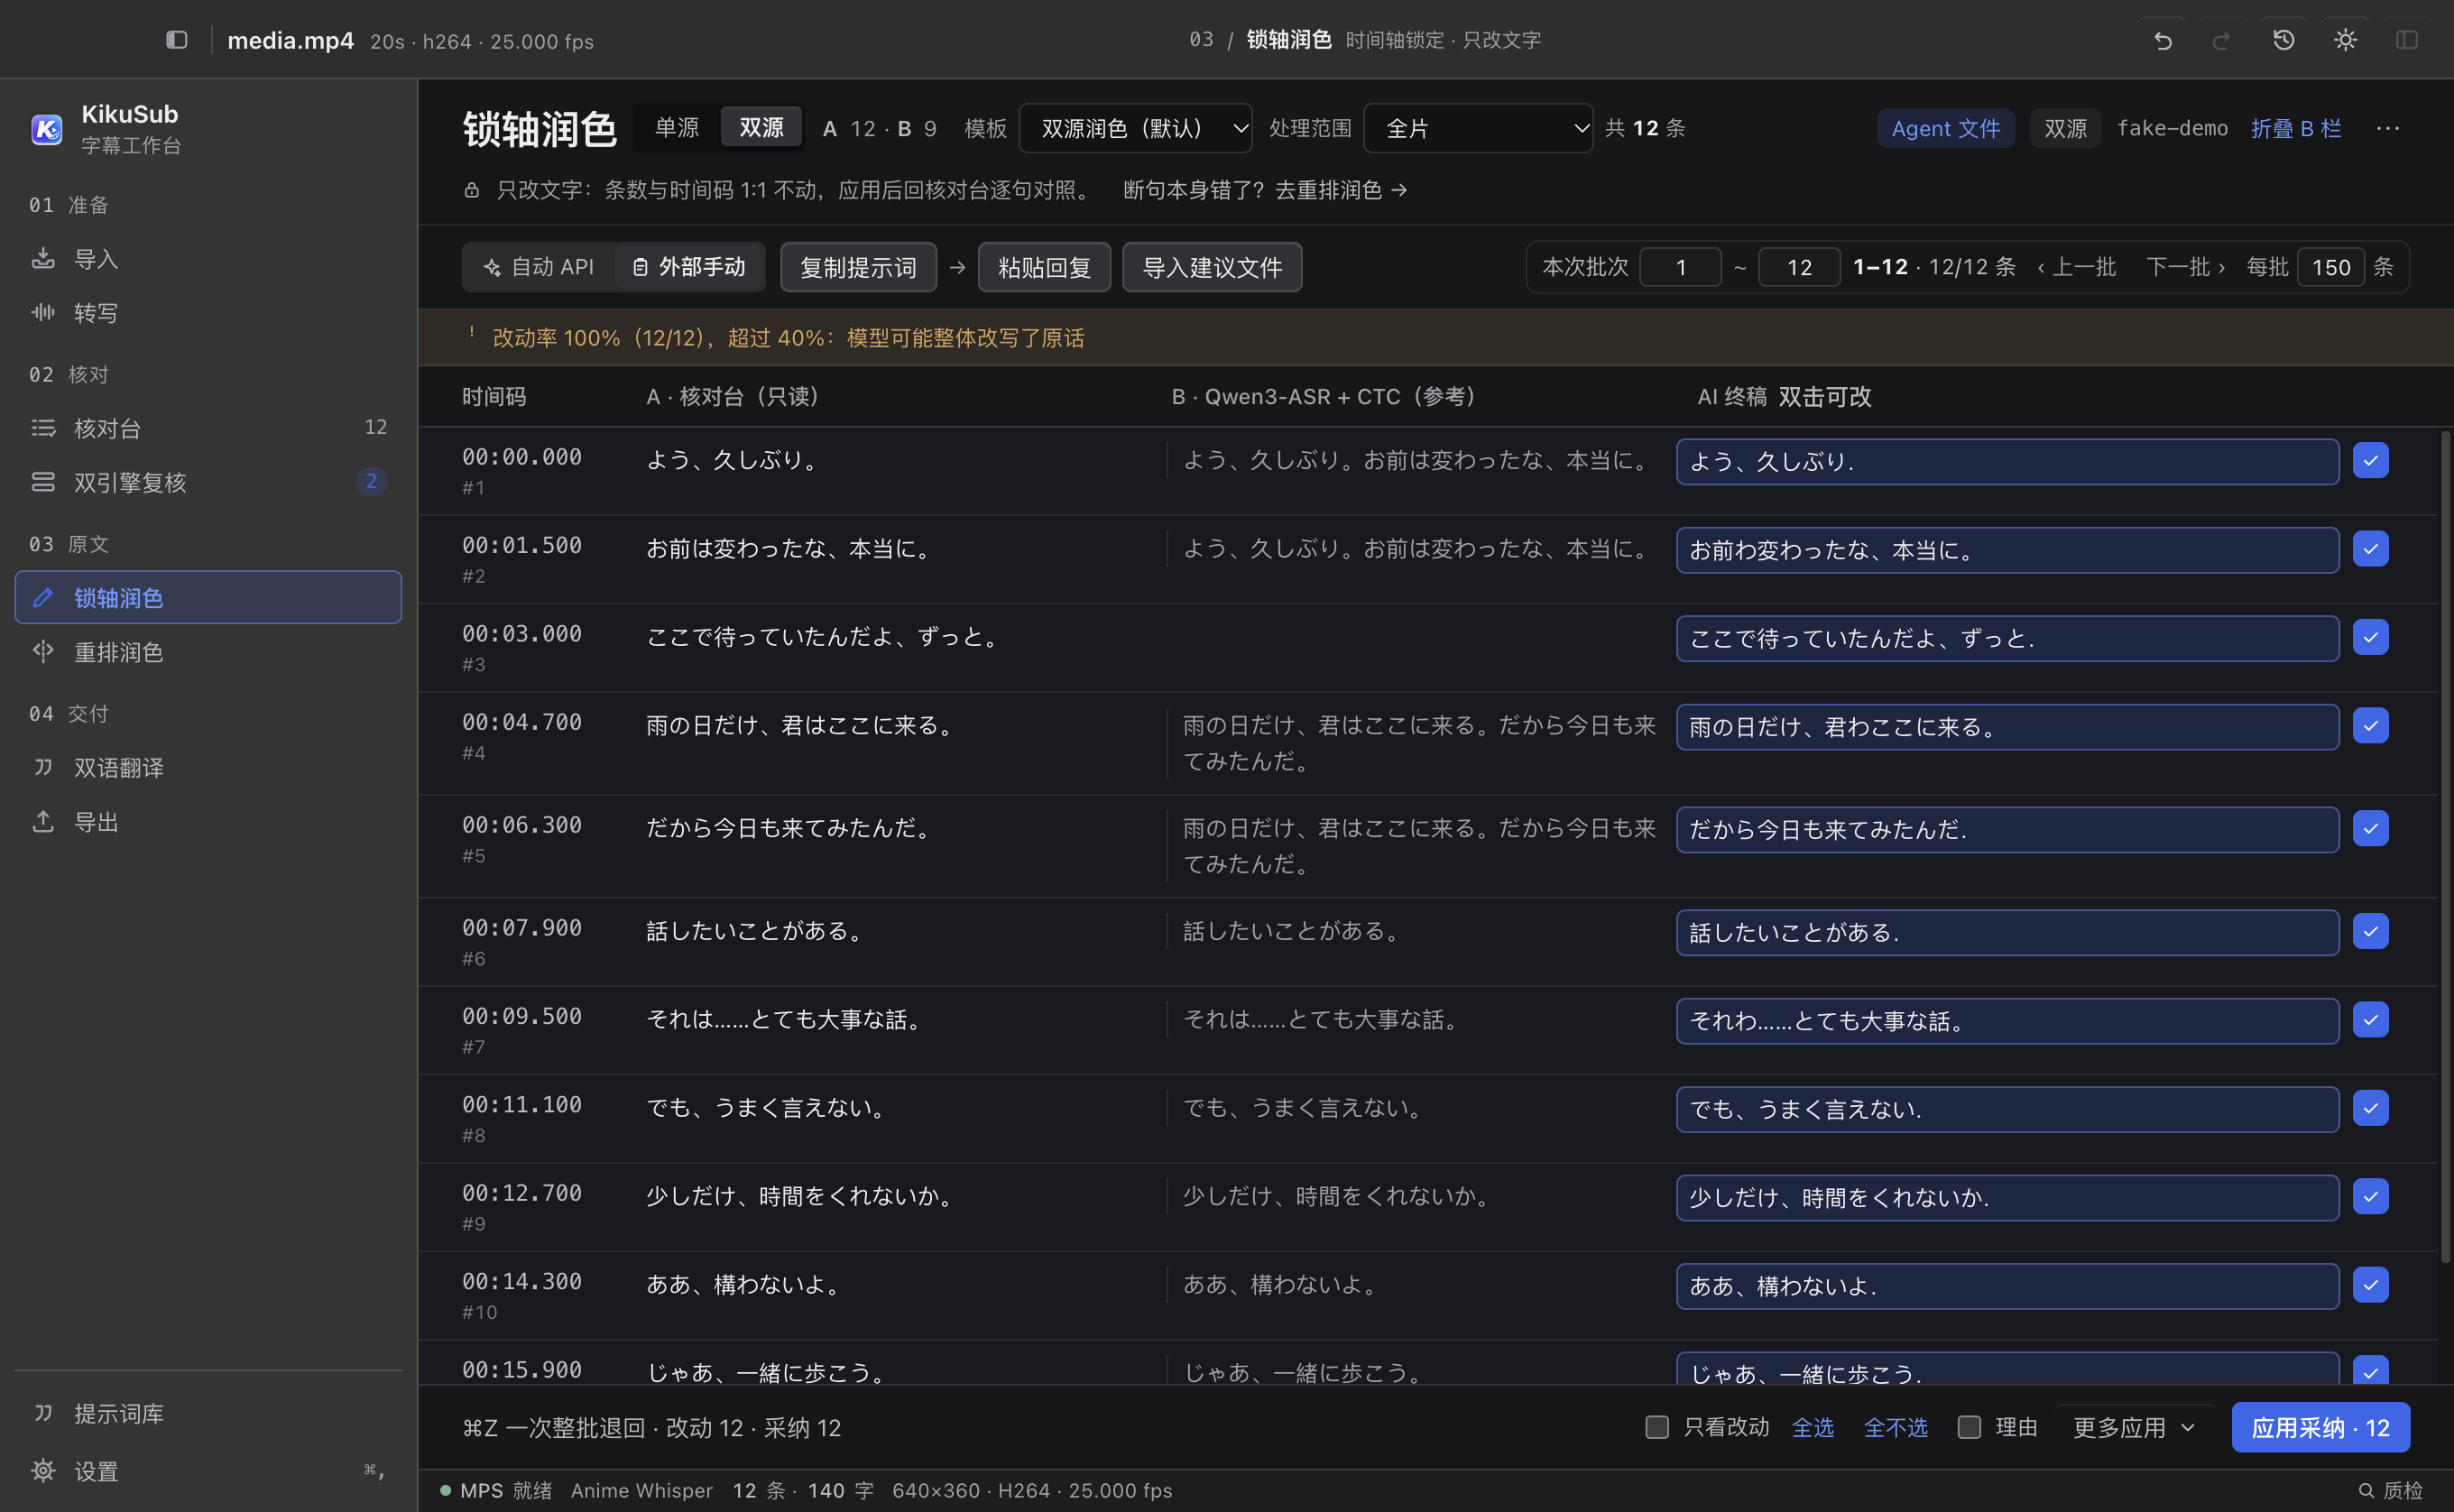 media.mp4 20s · h264 · 25.000 fps
03 / 锁轴润色 时间轴锁定 · 只改文字
KikuSub
字幕工作台
01 准备
导入
转写
02 核对
核对台 12
双引擎复核 2
03 原文
锁轴润色
重排润色
04 交付
双语翻译
导出
提示词库
设置 ⌘,
锁轴润色 单源 双源 A 12 · B 9 模板 双源润色（默认） 处理范围 全片 共 12 条 Agent 文件 双源 fake-demo 折叠 B 栏 ···
只改文字：条数与时间码 1:1 不动，应用后回核对台逐句对照。 断句本身错了？去重排润色 →
自动 API 外部手动 复制提示词 → 粘贴回复 导入建议文件 本次批次 1 ~ 12 1–12 · 12/12 条 ‹ 上一批 下一批 › 每批 150 条
! 改动率 100%（12/12），超过 40%：模型可能整体改写了原话
时间码 A · 核对台（只读） B · Qwen3-ASR + CTC（参考） AI 终稿 双击可改
00:00.000 よう、久しぶり。 よう、久しぶり。お前は変わったな、本当に。 よう、久しぶり.
#1
00:01.500 お前は変わったな、本当に。 よう、久しぶり。お前は変わったな、本当に。 お前わ変わったな、本当に。
#2
00:03.000 ここで待っていたんだよ、ずっと。 ここで待っていたんだよ、ずっと.
#3
00:04.700 雨の日だけ、君はここに来る。 雨の日だけ、君はここに来る。だから今日も来 雨の日だけ、君わここに来る。
#4 てみたんだ。
00:06.300 だから今日も来てみたんだ。 雨の日だけ、君はここに来る。だから今日も来 だから今日も来てみたんだ.
#5 てみたんだ。
00:07.900 話したいことがある。 話したいことがある。 話したいことがある.
#6
00:09.500 それは……とても大事な話。 それは……とても大事な話。 それわ……とても大事な話。
#7
00:11.100 でも、うまく言えない。 でも、うまく言えない。 でも、うまく言えない.
#8
00:12.700 少しだけ、時間をくれないか。 少しだけ、時間をくれないか。 少しだけ、時間をくれないか.
#9
00:14.300 ああ、構わないよ。 ああ、構わないよ。 ああ、構わないよ.
#10
00:15.900 じゃあ、一緒に歩こう。 じゃあ、一緒に歩こう。 じゃあ、一緒に歩こう.
⌘Z 一次整批退回 · 改动 12 · 采纳 12 只看改动 全选 全不选 理由 更多应用 应用采纳 · 12
MPS 就绪 Anime Whisper 12 条 · 140 字 640×360 · H264 · 25.000 fps 质检